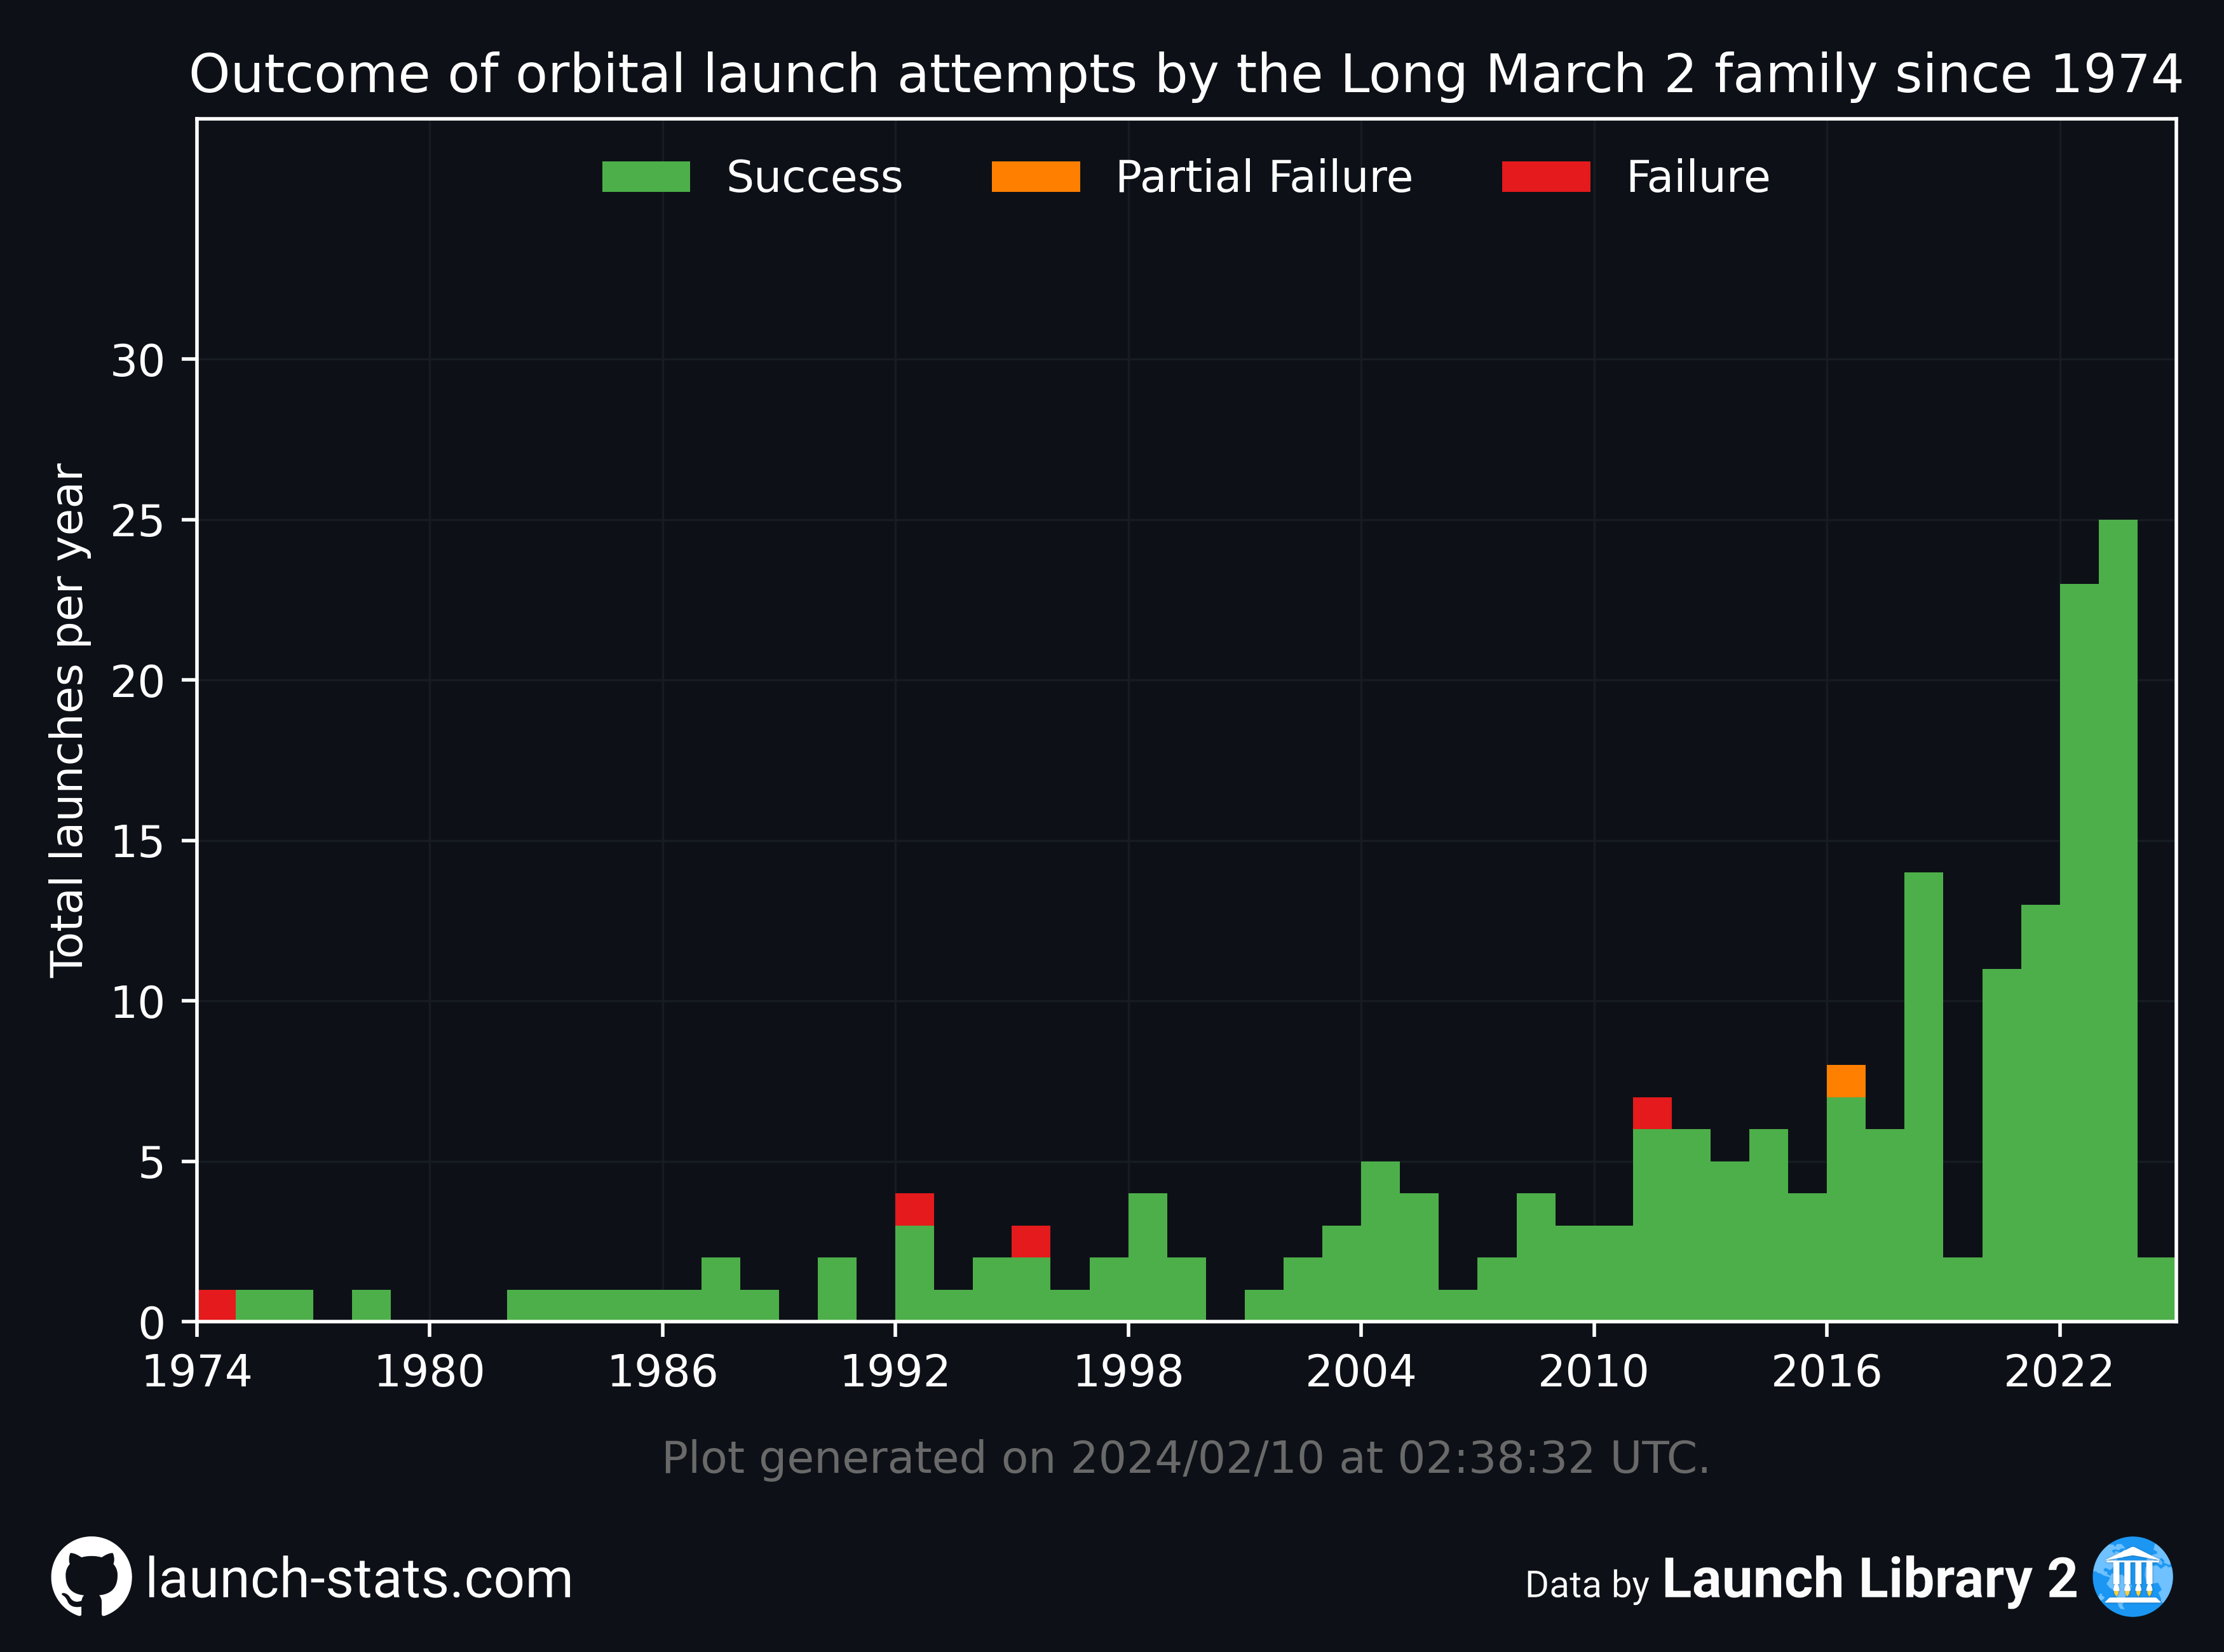 Outcome of orbital launch attempts by the Long March 2 family since 1974
Success Partial Failure Failure
Total launches per year
30
25
20
15
10
5
0
1974 1980 1986 1992 1998 2004 2010 2016 2022
Plot generated on 2024/02/10 at 02:38:32 UTC.
launch-stats.com
Data by Launch Library 2